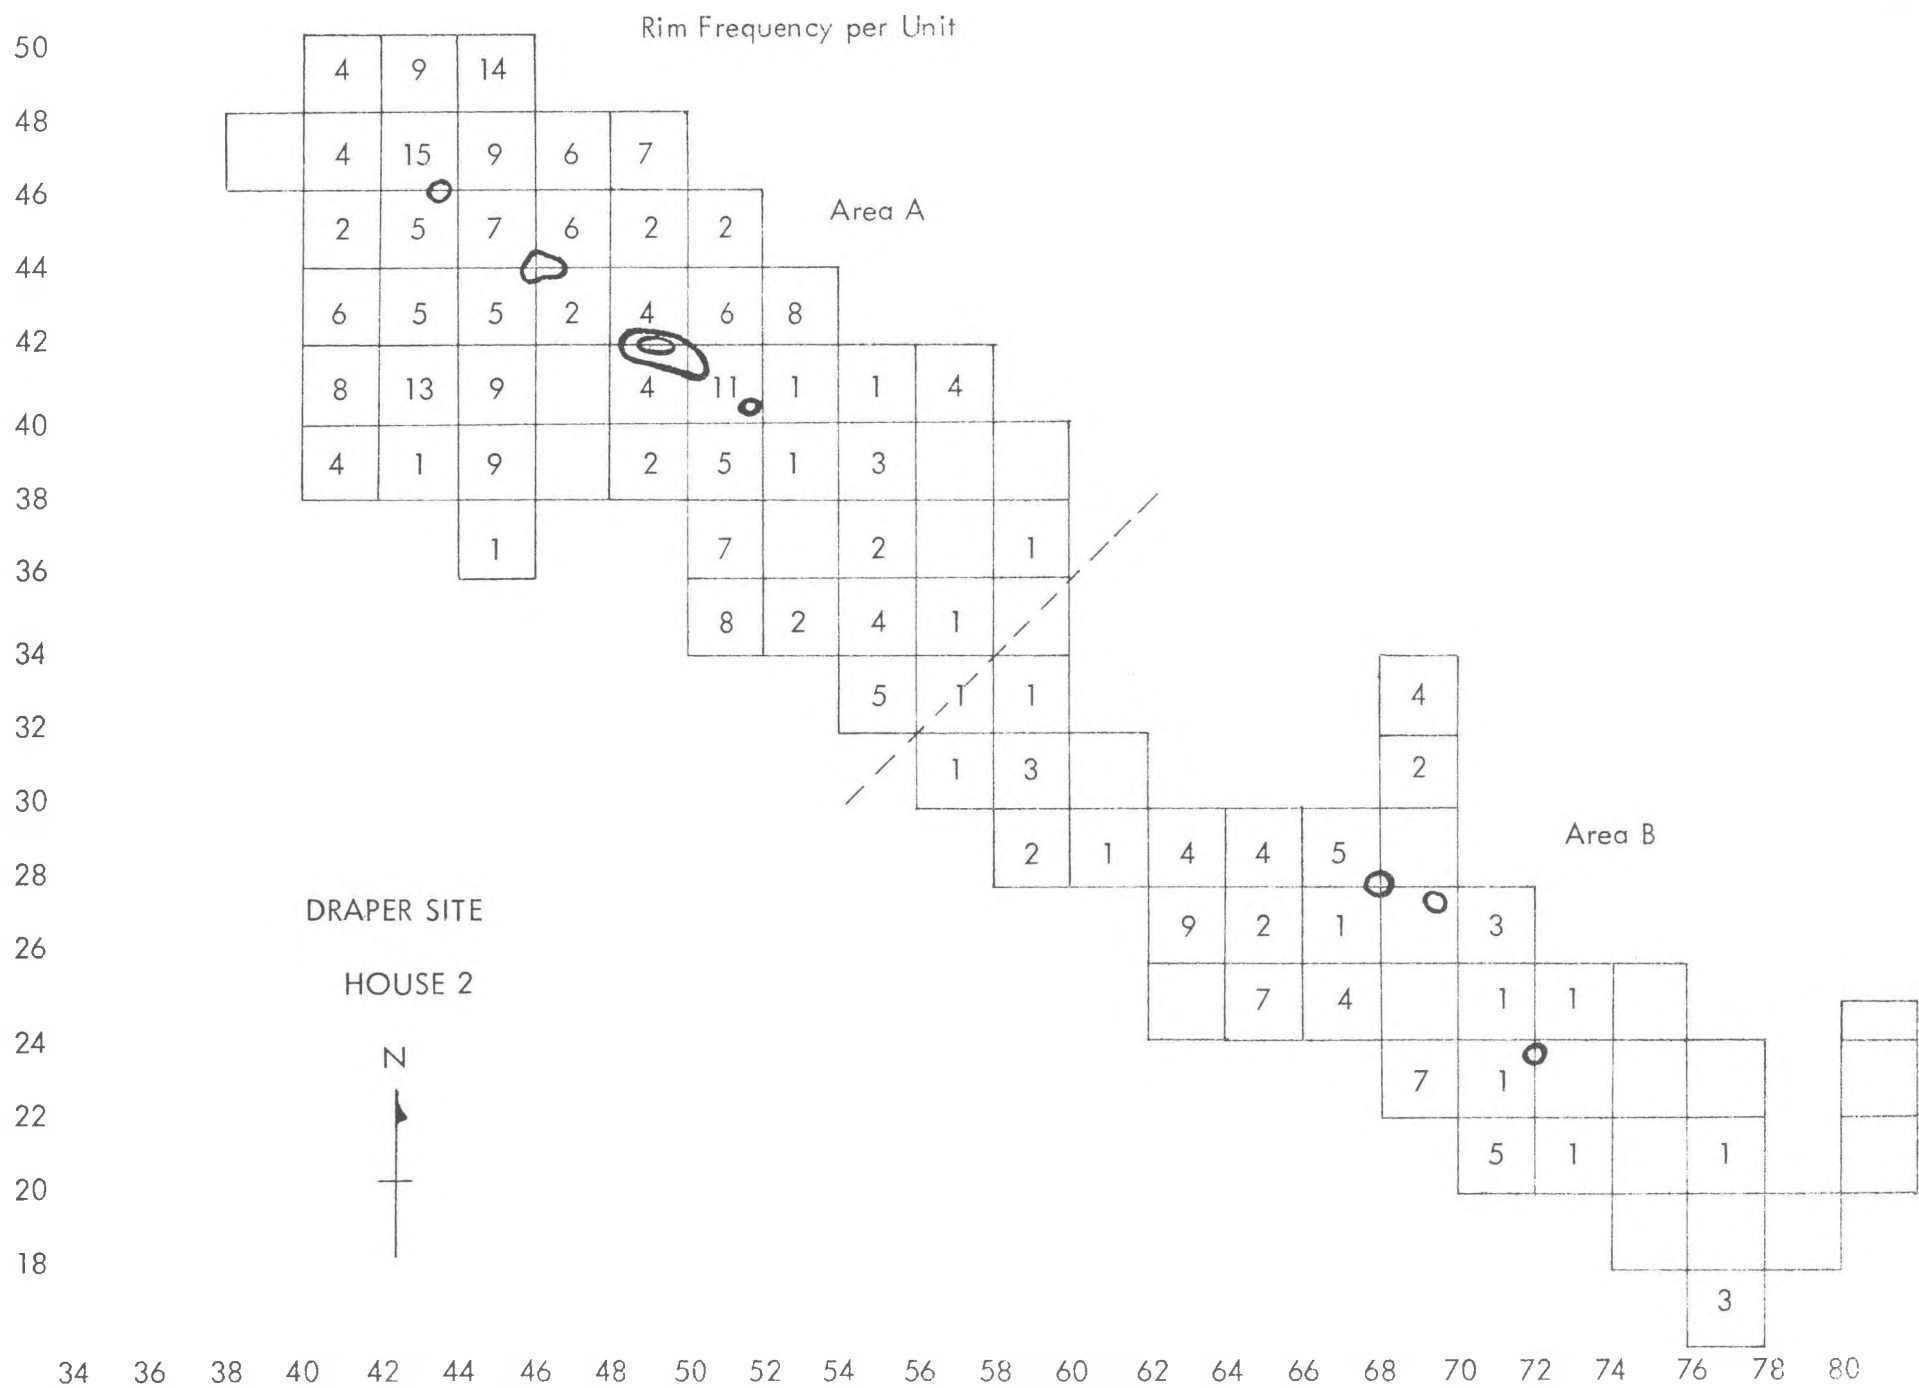 Rim Frequency per Unit
50
4 9 14
48
4 15 9 6 7
46
Area A
2 5 7 6 2 2
44
6 5 5 2 4 6 8
42
8 13 9 4 11 1 1 4
40
4 1 9 2 5 1 3
38
1 7 2 1
36
8 2 4 1
34
5 1 1 4
32
1 3 2
30
Area B
2 1 4 4 5
28
DRAPER SITE
9 2 1 3
26
HOUSE 2
7 4 1 1
24
N
7 1
22
5 1 1
20
18
3
34 36 38 40 42 44 46 48 50 52 54 56 58 60 62 64 66 68 70 72 74 76 78 80